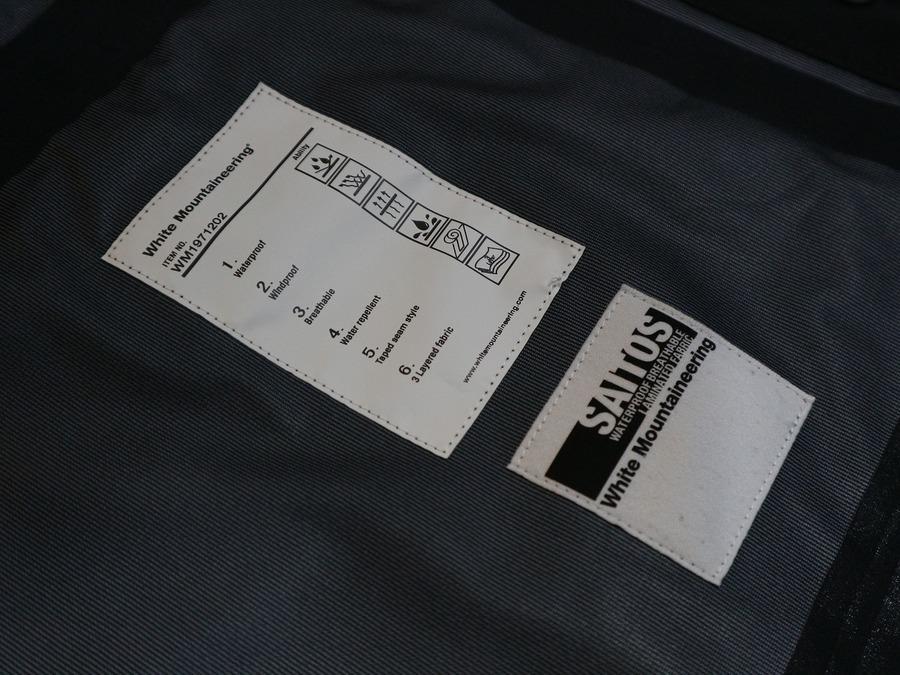 White Mountaineering®
ITEM NO.
WM1971202
Ability
1.
Waterproof
2.
Windproof
3.
Breathable
4.
Water repellent
5.
Taped seam style
6.
3 Layered fabric
www.whitemountaineering.com
SAITOS
WATERPROOF BREATHABLE
LAMINATED FABRIC
White Mountaineering